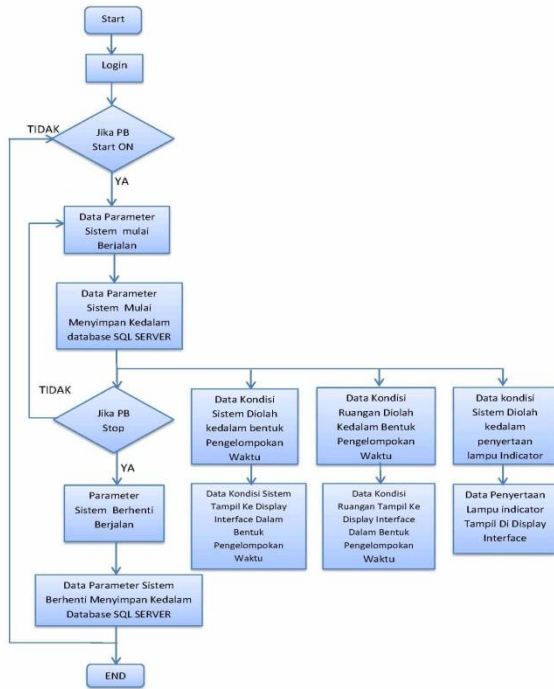 Start
Login
TIDAK
Jika PB
Start ON
YA
Data Parameter
Sistem mulai
Berjalan
Data Parameter
Sistem Mulai
Menyimpan Kedalam
database SQL SERVER
TIDAK
Jika PB
Stop
YA
Data Kondisi
Sistem Diolah
kedalam bentuk
Pengelompokan
Waktu
Data Kondisi
Ruangan Diolah
Kedalam Bentuk
Pengelompokan
Waktu
Data kondisi
Sistem Diolah
kedalam
penyertaan
lampu Indicator
Parameter
Sistem Berhenti
Berjalan
Data Kondisi Sistem
Tampil Ke Display
Interface Dalam
Bentuk
Pengelompokan
Waktu
Data Kondisi
Ruangan Tampil Ke
Display Interface
Dalam Bentuk
Pengelompokan
Waktu
Data Penyertaan
Lampu indicator
Tampil Di Display
Interface
Data Parameter Sistem
Berhenti Menyimpan Kedalam
Database SQL SERVER
END